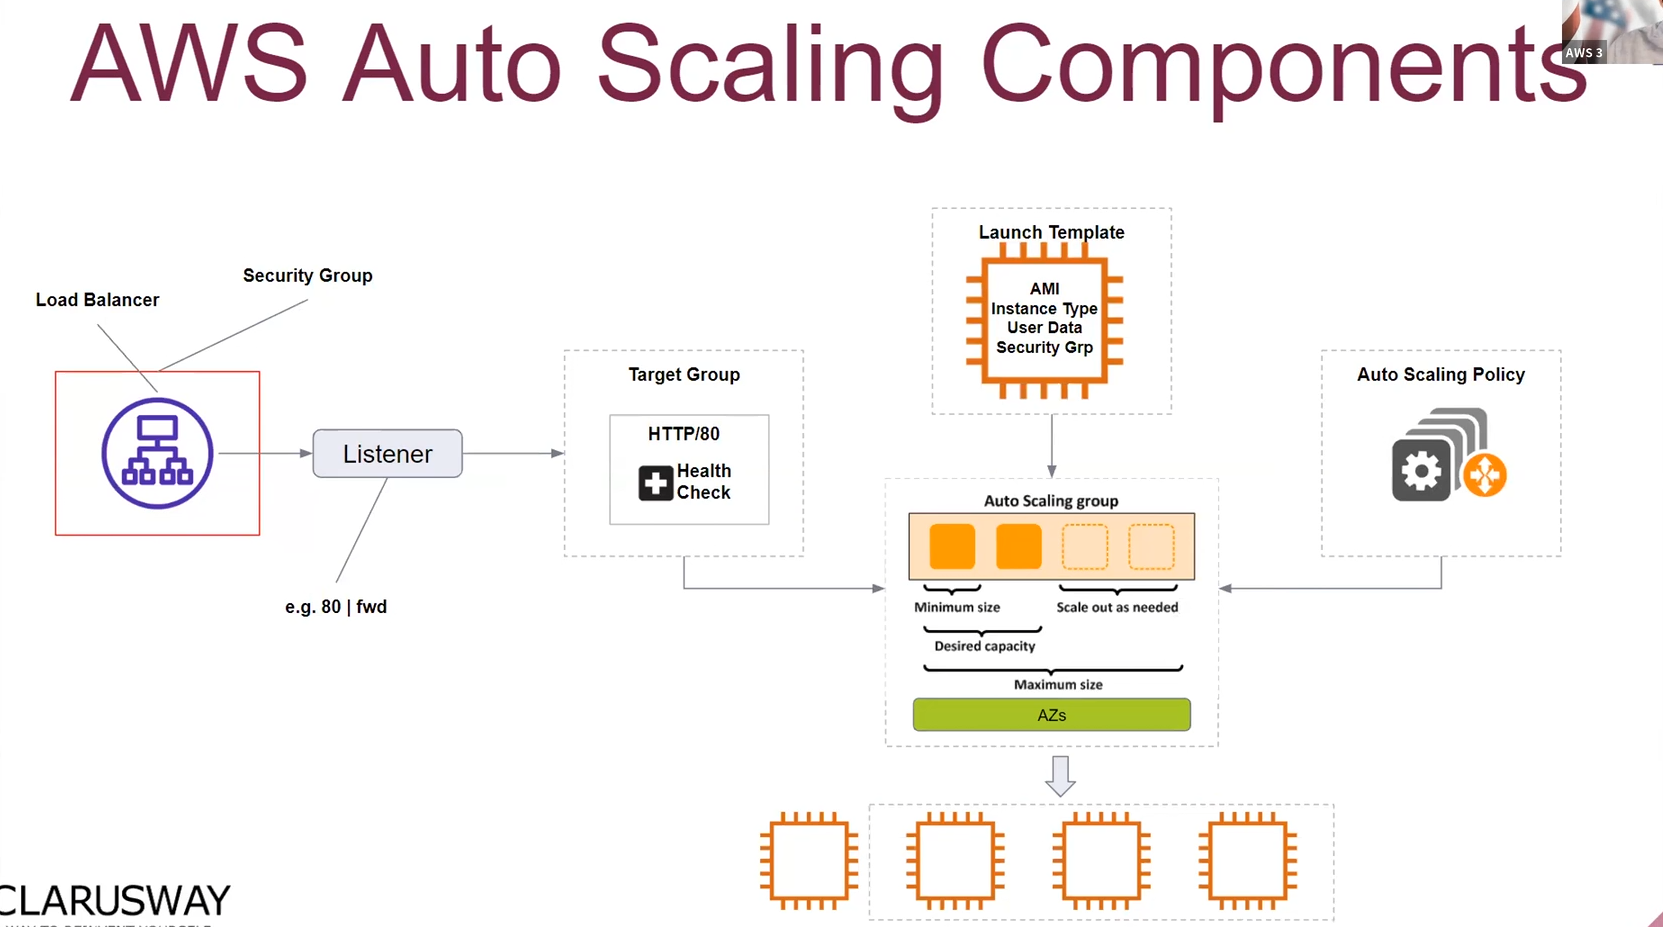 AWS Auto Scaling Components
AWS 3
Load Balancer
Security Group
Listener
e.g. 80 | fwd
Target Group
HTTP/80
Health
Check
Launch Template
AMI
Instance Type
User Data
Security Grp
Auto Scaling Policy
Auto Scaling group
Minimum size
Scale out as needed
Desired capacity
Maximum size
AZs
CLARUSWAY